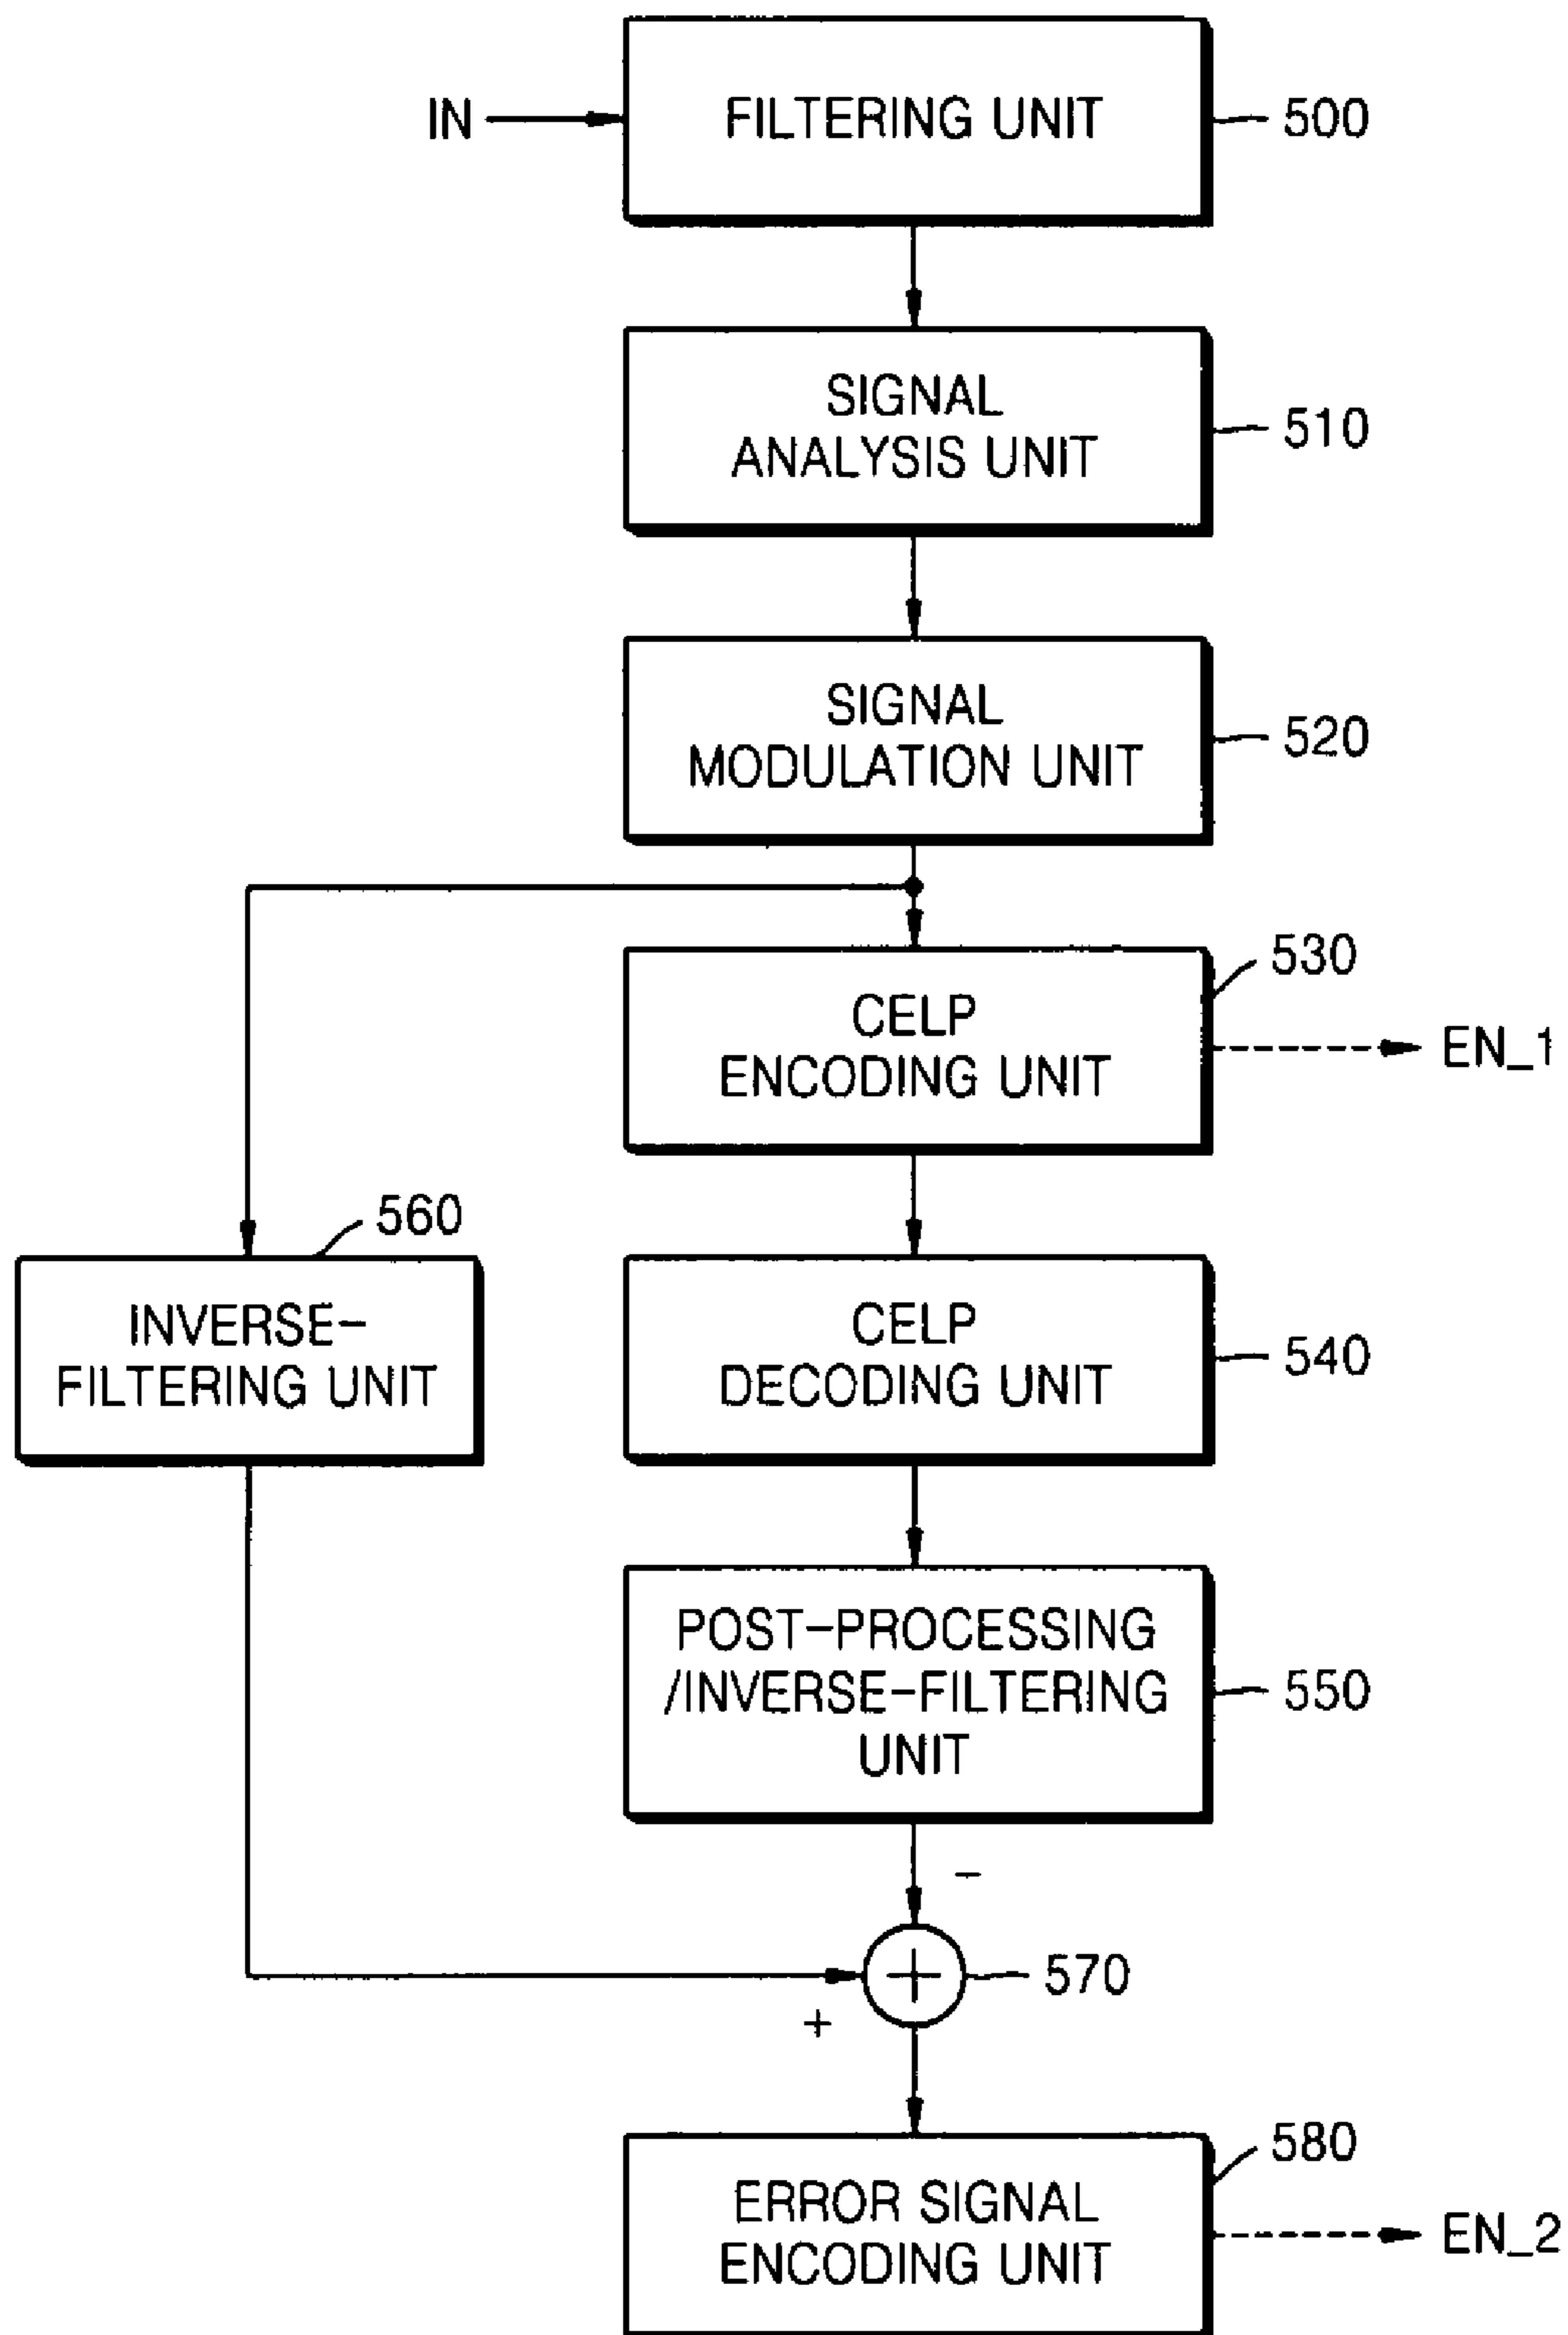 IN
FILTERING UNIT
500
SIGNAL
ANALYSIS UNIT
510
SIGNAL
MODULATION UNIT
520
530
CELP
ENCODING UNIT
EN_1
560
INVERSE-
FILTERING UNIT
CELP
DECODING UNIT
540
POST-PROCESSING
/INVERSE-FILTERING
UNIT
550
-
+
570
+
580
ERROR SIGNAL
ENCODING UNIT
EN_2